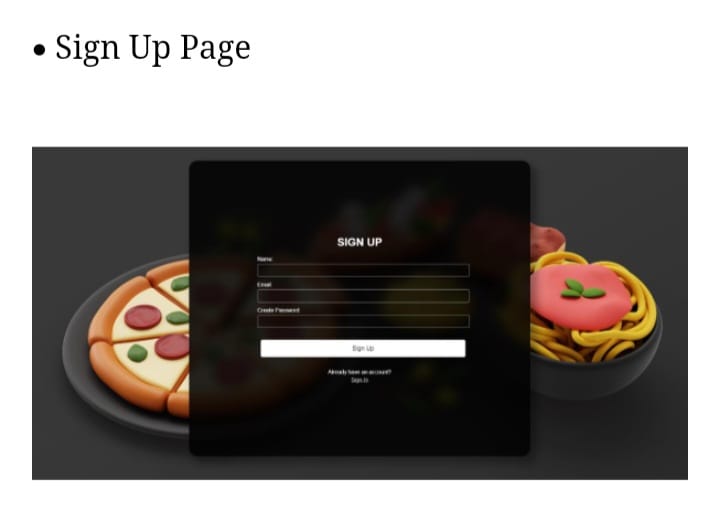 • Sign Up Page
SIGN UP
Name
Email
Create Password
Sign Up
Already have an account?
Sign In